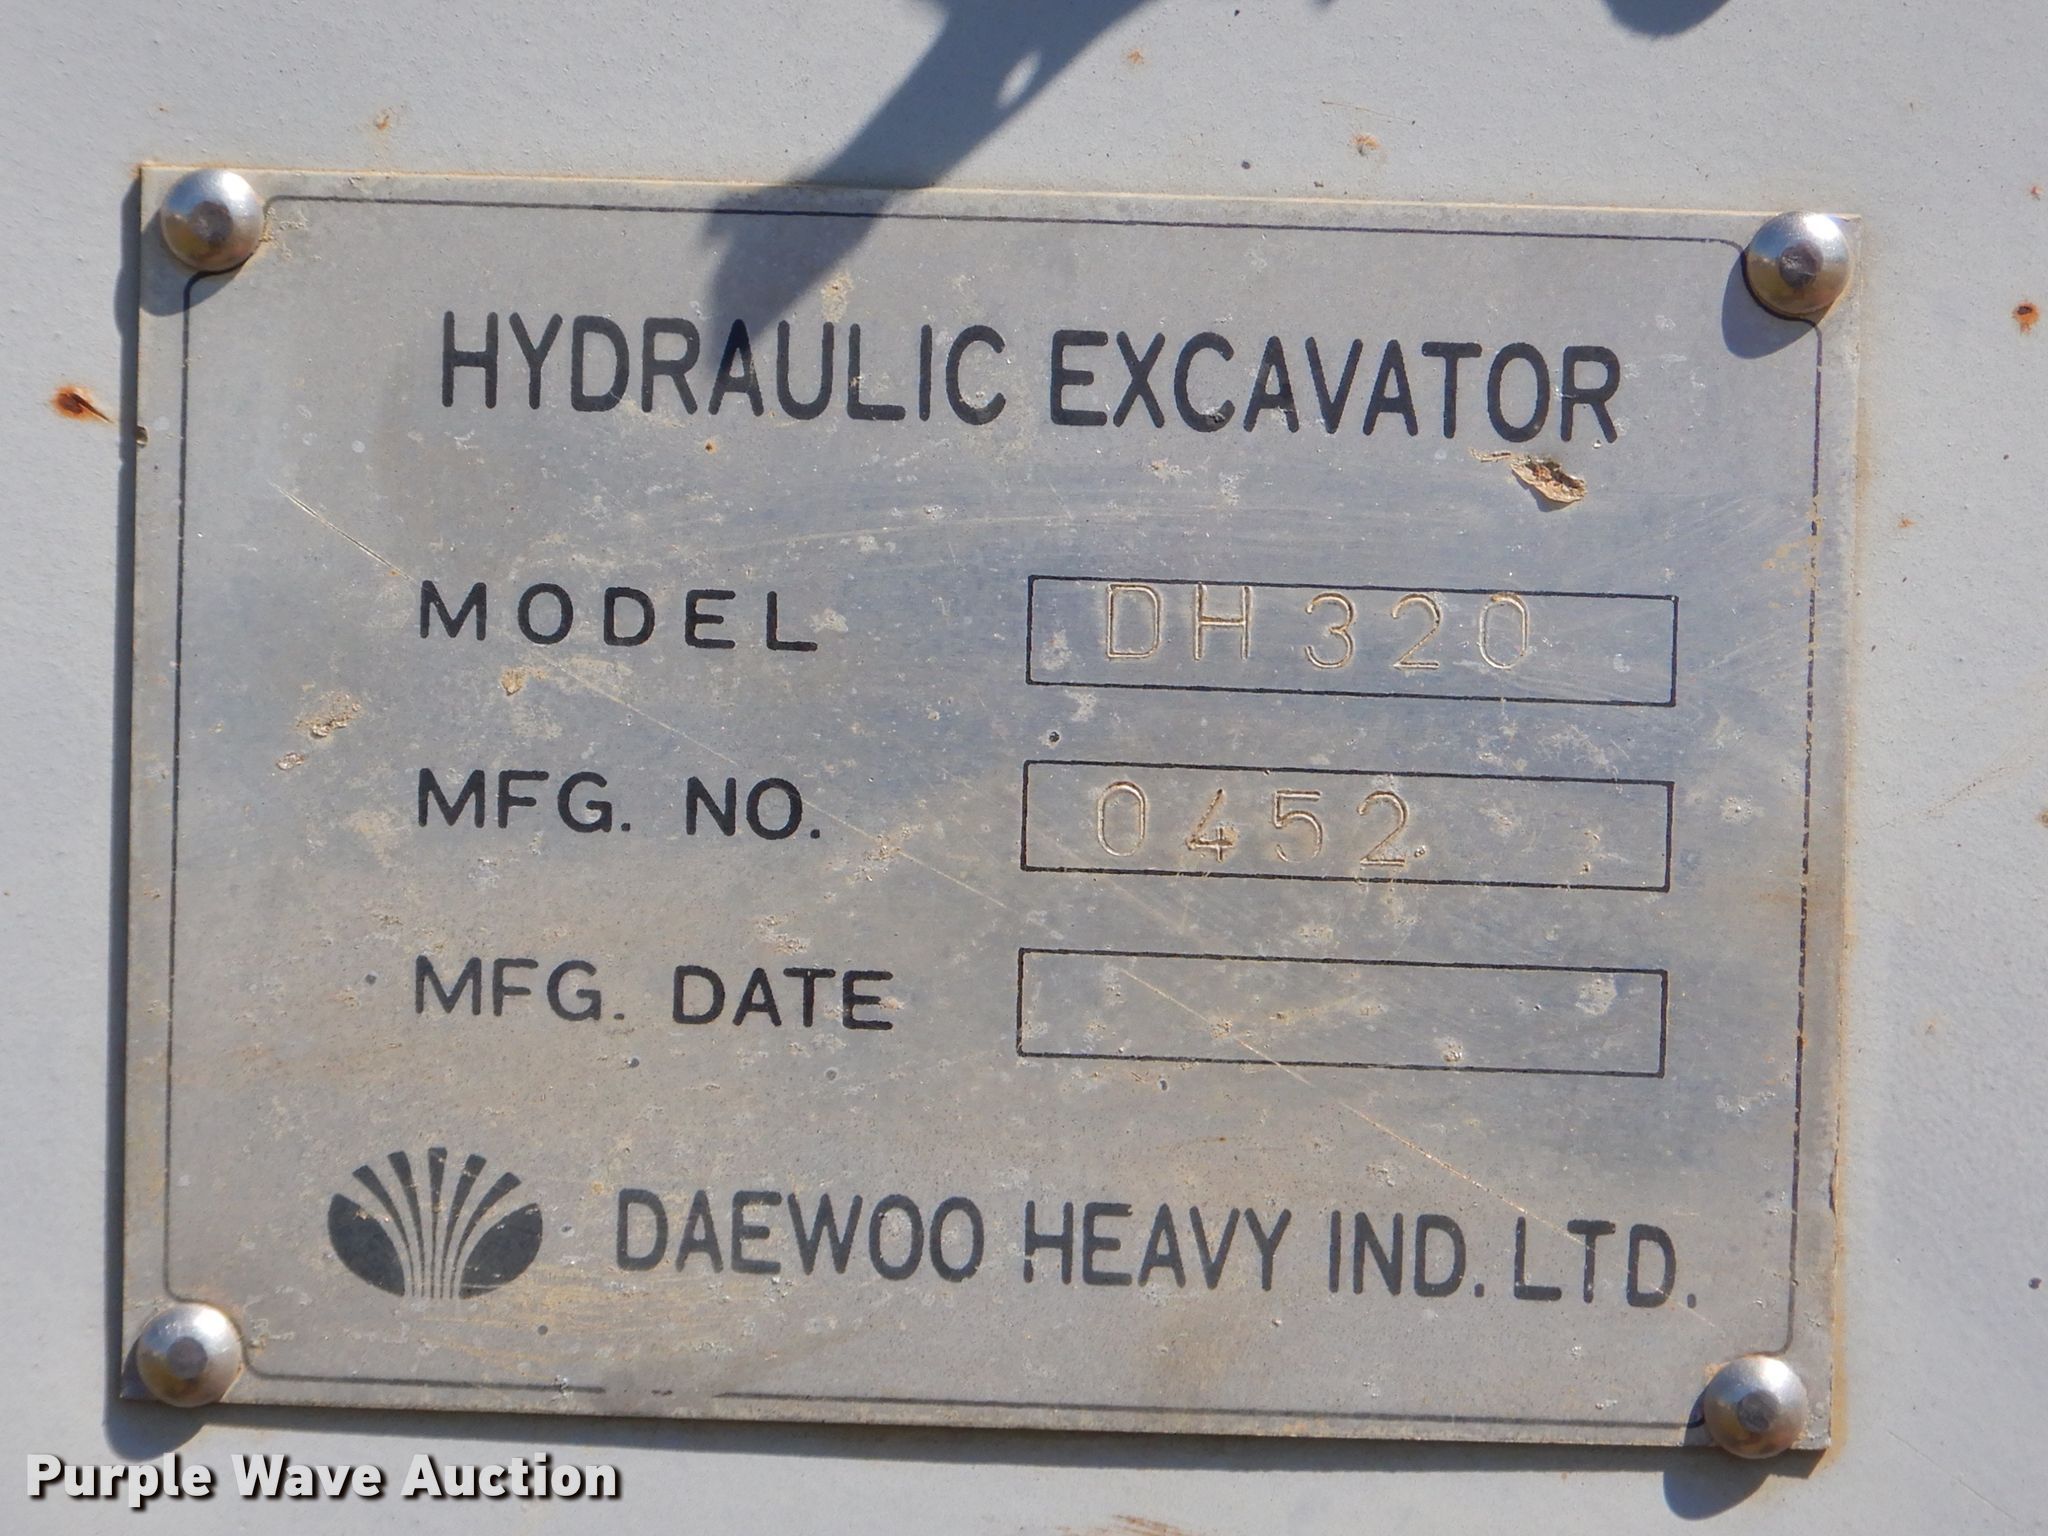 HYDRAULIC EXCAVATOR
MODEL DH320
MFG. NO. 0452
MFG. DATE
DAEWOO HEAVY IND. LTD.
Purple Wave Auction